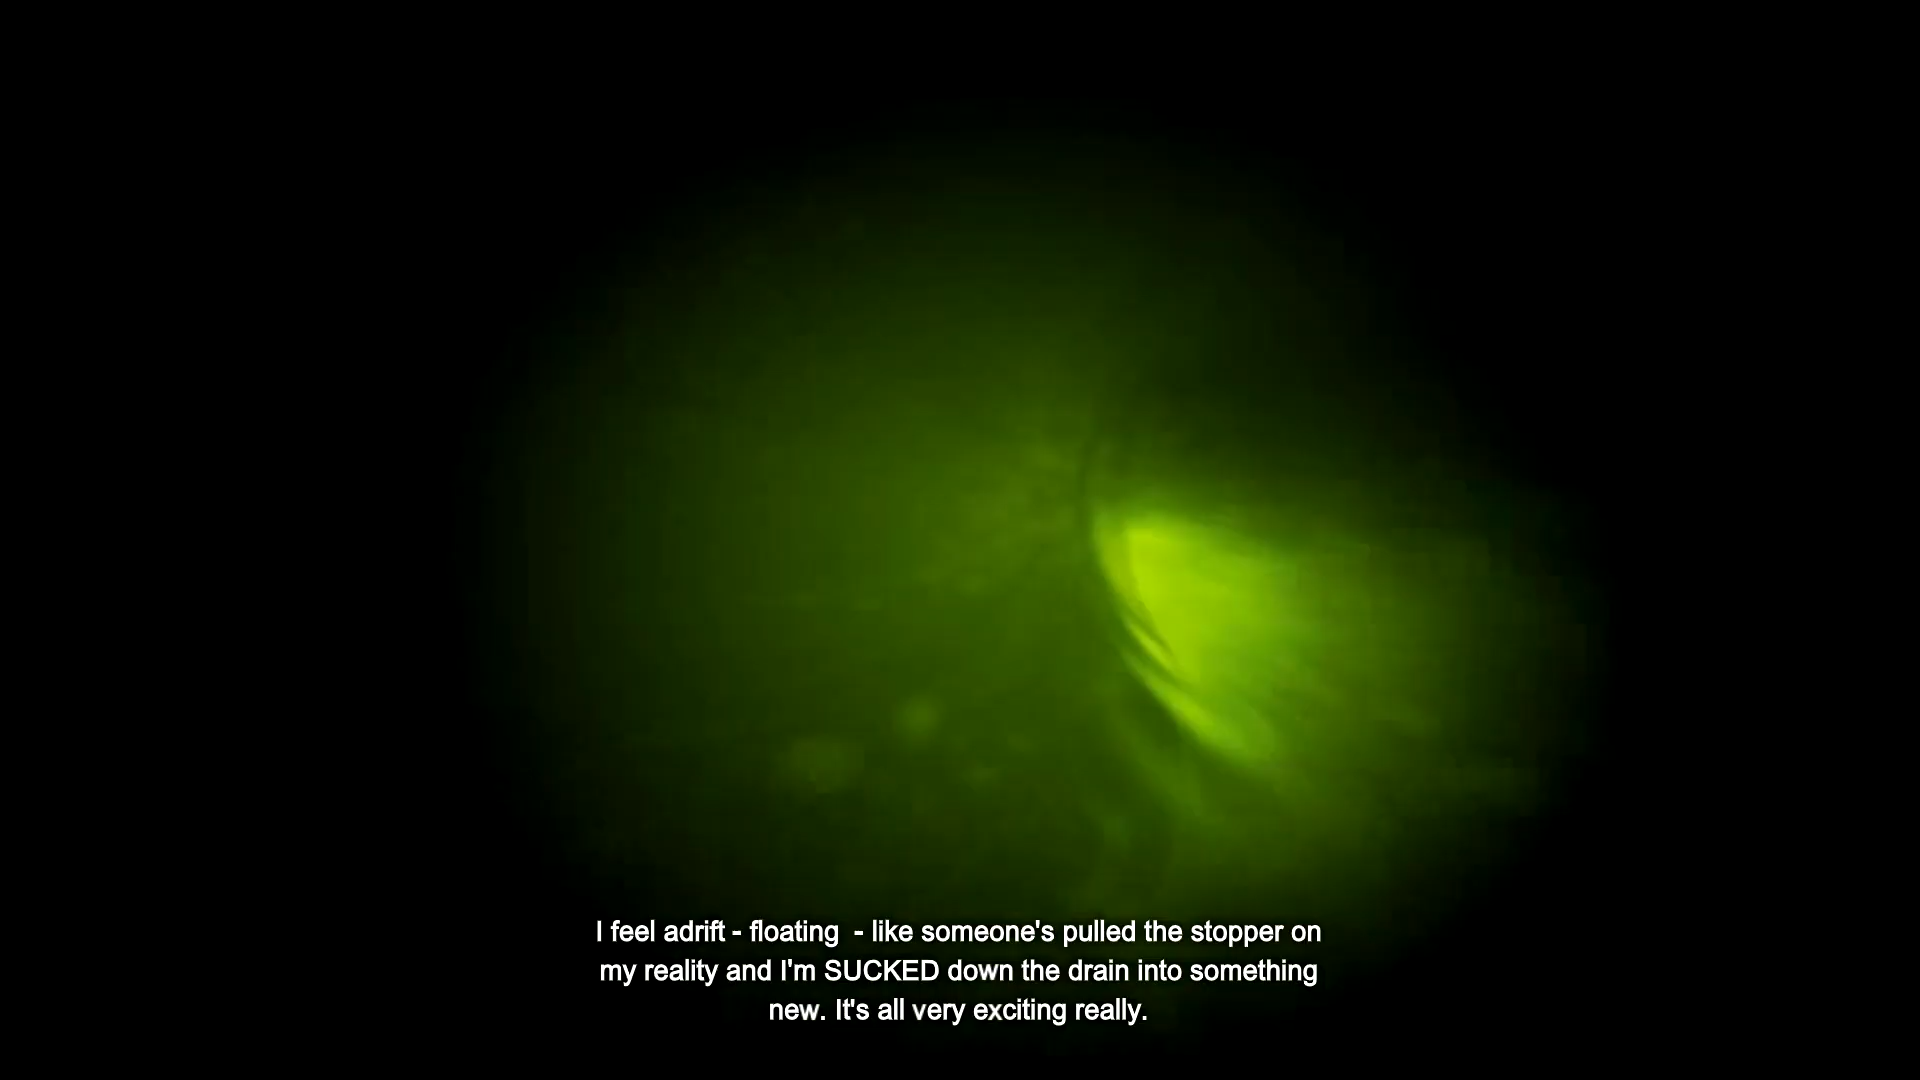 I feel adrift - floating  - like someone's pulled the stopper on
my reality and I'm SUCKED down the drain into something
new. It's all very exciting really.